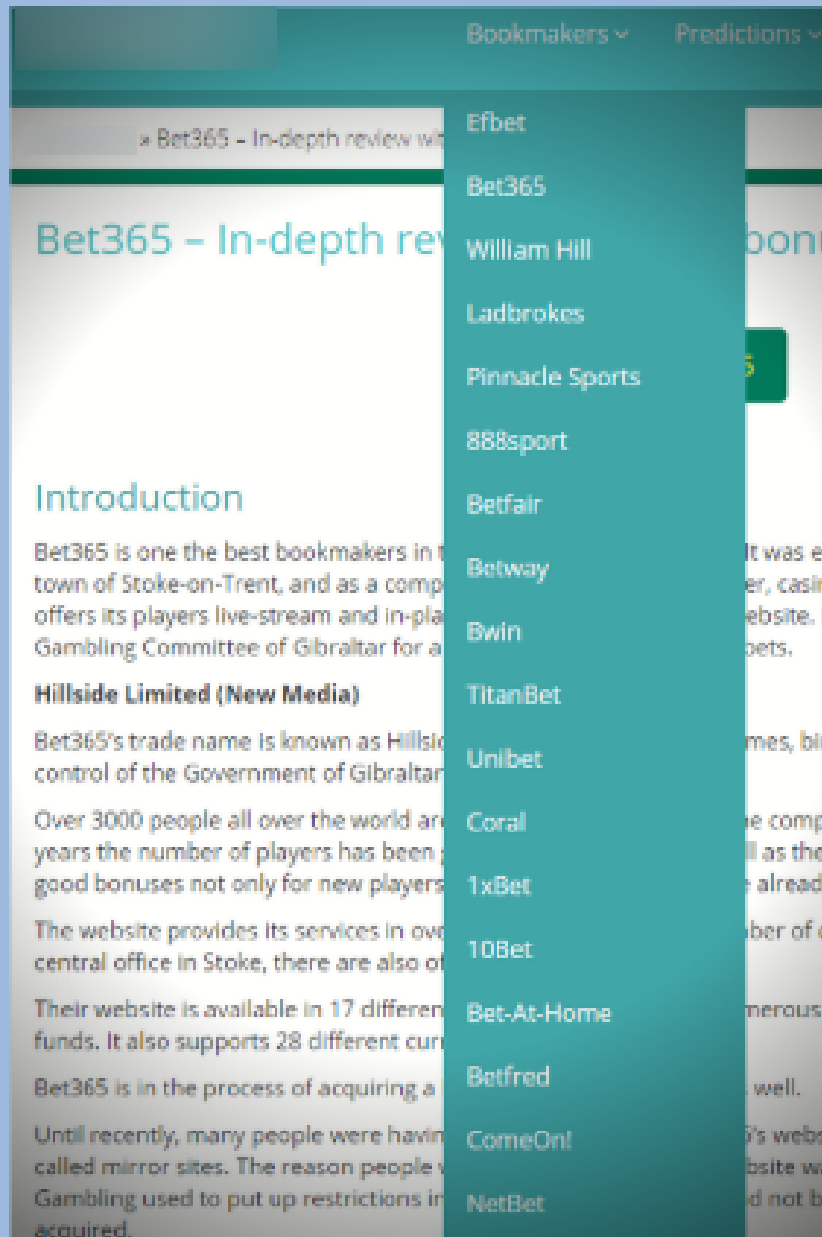 Bookmakers
Predictions
» Bet365 – In-depth review wit
Bet365 – In-depth rev
bonu
Efbet
Bet365
William Hill
Ladbrokes
Pinnacle Sports
888sport
Betfair
Betway
Bwin
TitanBet
Unibet
Coral
1xBet
10Bet
Bet-At-Home
Betfred
ComeOn!
NetBet
Introduction
Bet365 is one the best bookmakers in t
It was e
town of Stoke-on-Trent, and as a comp
er, casin
offers its players live-stream and in-pla
ebsite.
Gambling Committee of Gibraltar for a
bets.
Hillside Limited (New Media)
Bet365's trade name is known as Hillsid
mes, bin
control of the Government of Gibraltar
Over 3000 people all over the world are
e comp
years the number of players has been
ll as the
good bonuses not only for new players
alread
The website provides its services in ove
ber of
central office in Stoke, there are also of
Their website is available in 17 differen
merous
funds. It also supports 28 different curr
Bet365 is in the process of acquiring a
well.
Until recently, many people were havin
5's webs
called mirror sites. The reason people
bsite wa
Gambling used to put up restrictions in
d not b
acquired.